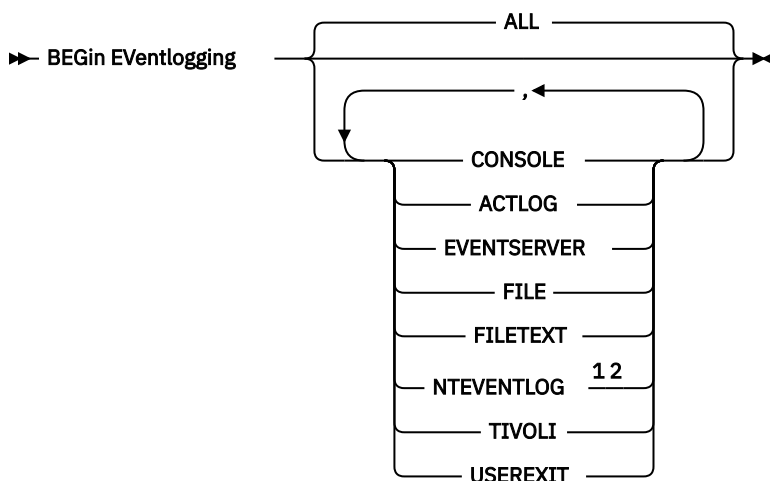 ALL
BEGin EVentlogging
,
CONSOLE
ACTLOG
EVENTSERVER
FILE
FILETEXT
NTEVENTLOG 1 2
TIVOLI
USEREXIT